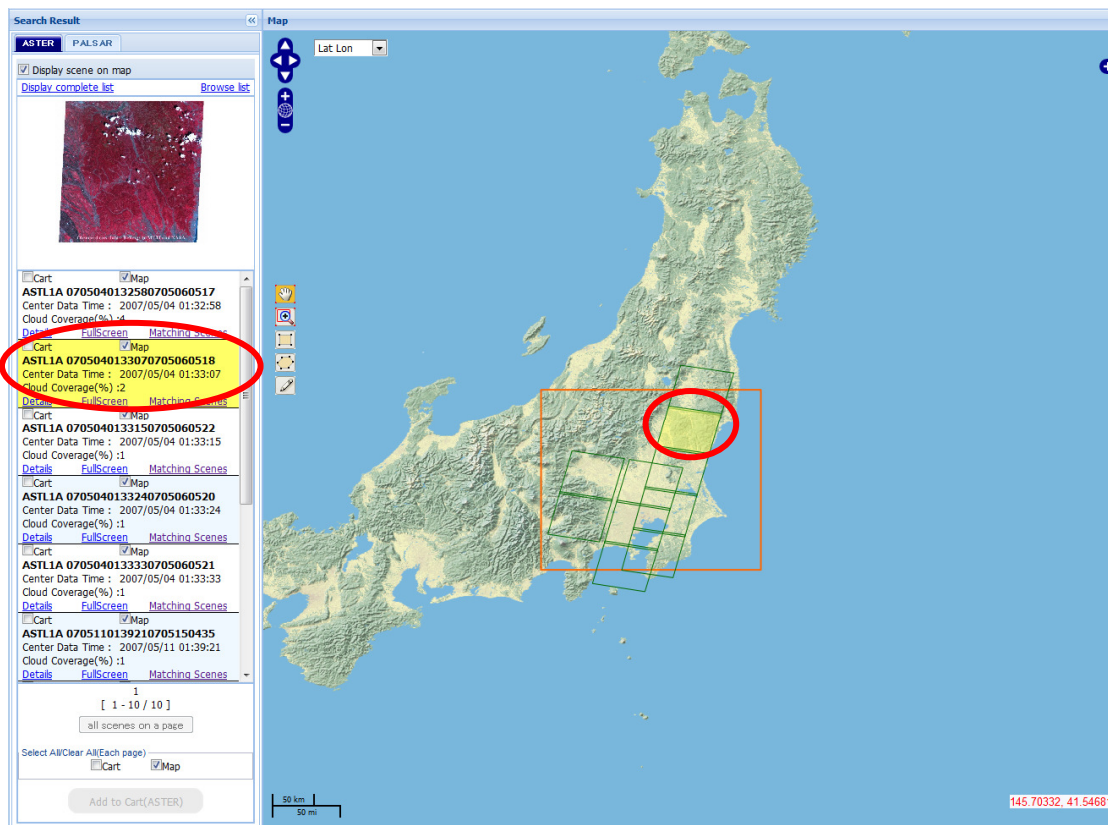 Search Result
Map
ASTER PALSAR
Display scene on map
Display complete list Browse list
Cart Map
ASTL1A 0705040132580705060517
Center Data Time : 2007/05/04 01:32:58
Cloud Coverage(%) :4
Details FullScreen Matching Scenes
Cart Map
ASTL1A 0705040133070705060518
Center Data Time : 2007/05/04 01:33:07
Cloud Coverage(%) :2
Details FullScreen Matching Scenes
Cart Map
ASTL1A 0705040133150705060522
Center Data Time : 2007/05/04 01:33:15
Cloud Coverage(%) :1
Details FullScreen Matching Scenes
Cart Map
ASTL1A 0705040133240705060520
Center Data Time : 2007/05/04 01:33:24
Cloud Coverage(%) :1
Details FullScreen Matching Scenes
Cart Map
ASTL1A 0705040133330705060521
Center Data Time : 2007/05/04 01:33:33
Cloud Coverage(%) :1
Details FullScreen Matching Scenes
Cart Map
ASTL1A 0705110139210705150435
Center Data Time : 2007/05/11 01:39:21
Cloud Coverage(%) :1
Details FullScreen Matching Scenes
1
[ 1 - 10 / 10 ]
all scenes on a page
Select All/Clear All(Each page)
Cart Map
Add to Cart(ASTER)
Lat Lon
50 km
50 mi
145.70332, 41.5468